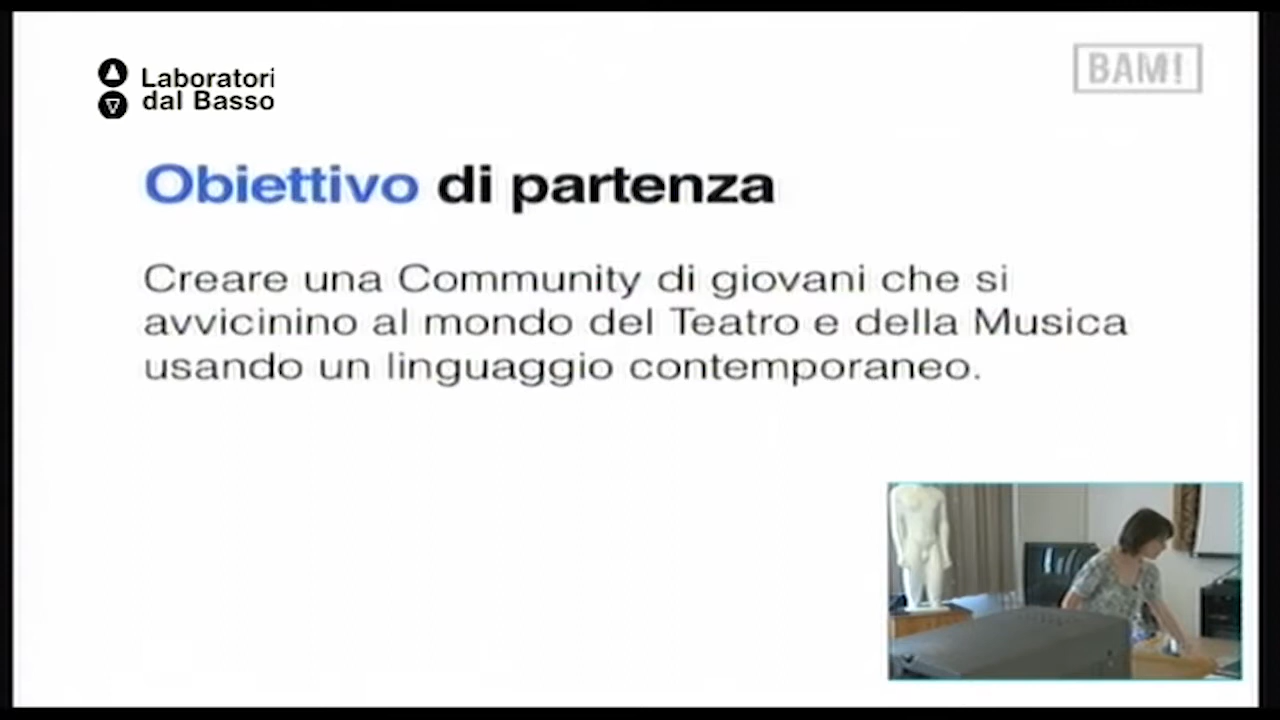 Laboratori
dal Basso
BAM!
Obiettivo di partenza
Creare una Community di giovani che si
avvicinino al mondo del Teatro e della Musica
usando un linguaggio contemporaneo.